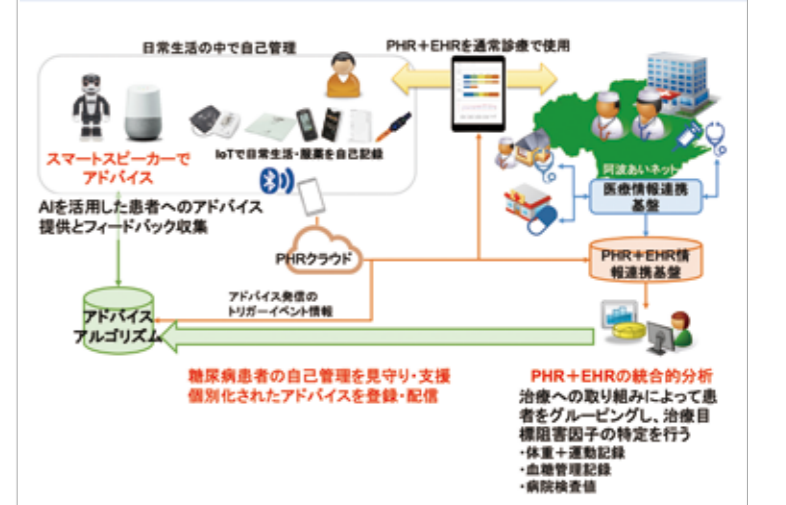 日常生活の中で自己管理
PHR+EHRを通常診療で使用
スマートスピーカーで
アドバイス
IoTで日常生活・服薬を自己記録
AIを活用した患者へのアドバイス
提供とフィードバック収集
PHRクラウド
阿波あいネット
医療情報連携
基盤
PHR+EHR情
報連携基盤
アドバイス発信の
トリガーイベント情報
アドバイス
アルゴリズム
糖尿病患者の自己管理を見守り・支援
個別化されたアドバイスを登録・配信
PHR+EHRの統合的分析
治療への取り組みによって患
者をグルーピングし、治療目
標阻害因子の特定を行う
・体重+運動記録
・血糖管理記録
・病院検査値